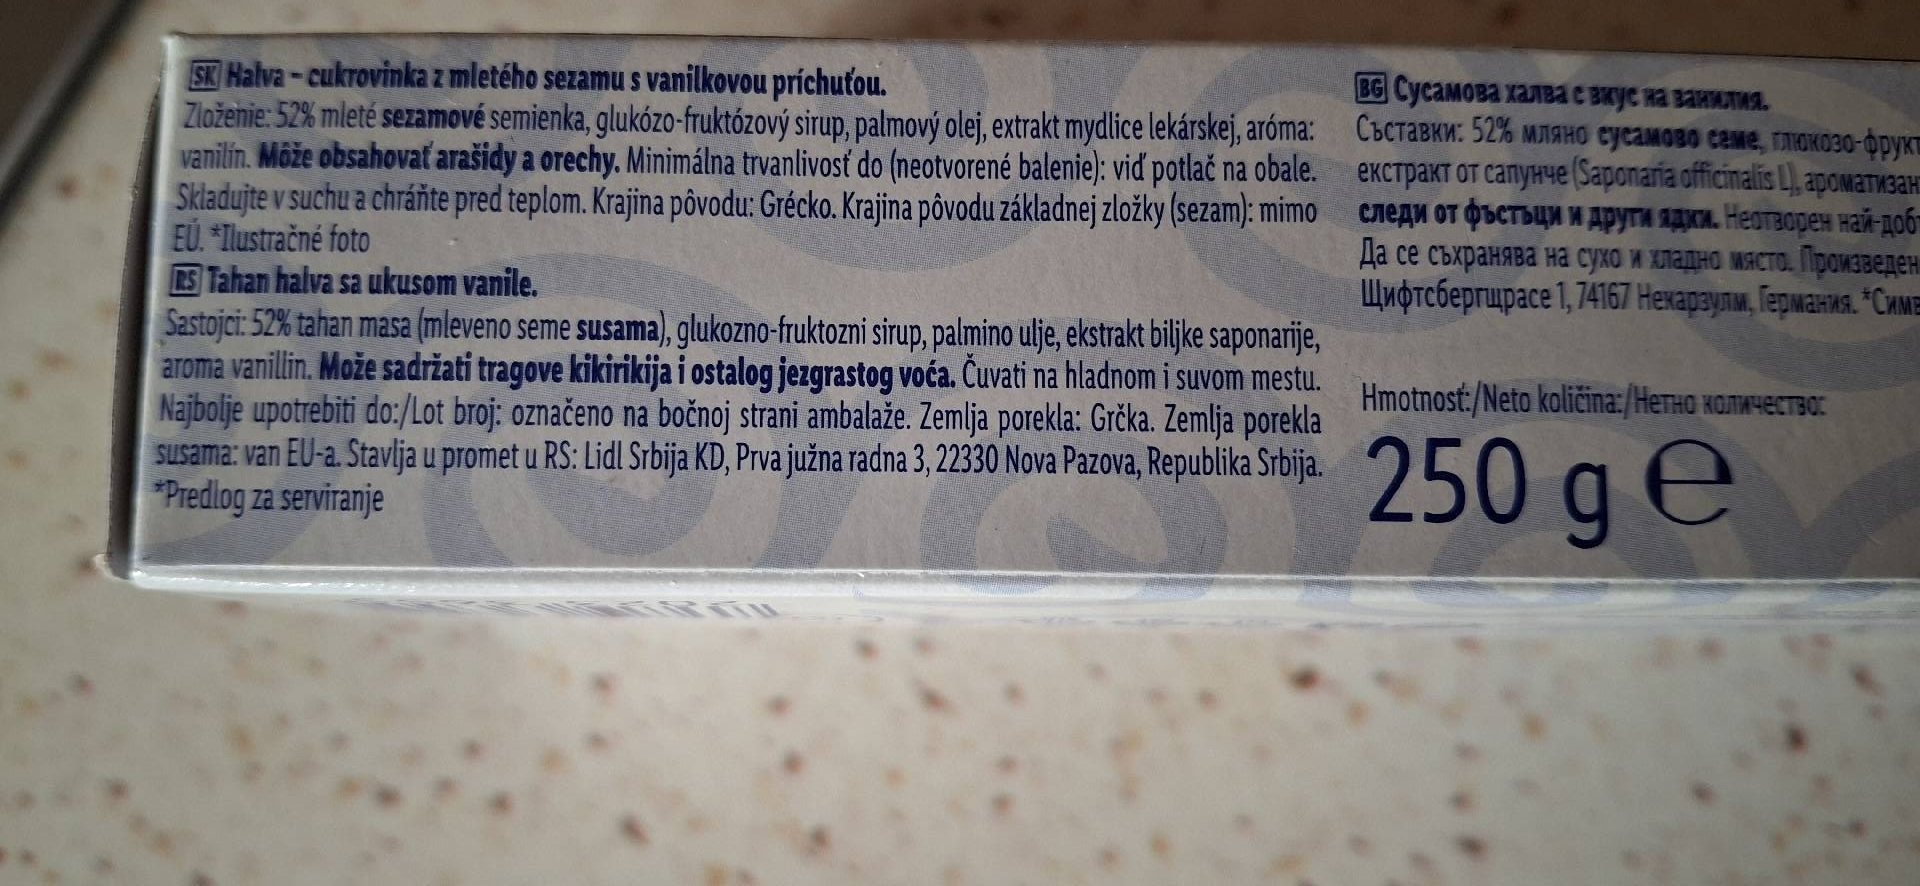 SK Halva – cukrovinka z mletého sezamu s vanilkovou príchuťou.
Zloženie: 52% mleté sezamové semienka, glukózo-fruktózový sirup, palmový olej, extrakt mydlice lekárskej, aróma:
vanilín. Môže obsahovať arašidy a orechy. Minimálna trvanlivosť do (neotvorené balenie): viď potlač na obale.
Skladujte v suchu a chráňte pred teplom. Krajina pôvodu: Grécko. Krajina pôvodu základnej zložky (sezam): mimo
EÚ. *Ilustračné foto
RS Tahan halva sa ukusom vanile.
Sastojci: 52% tahan masa (mleveno seme susama), glukozno-fruktozni sirup, palmino ulje, ekstrakt biljke saponarije,
aroma vanillin. Može sadržati tragove kikirikija i ostalog jezgrastog voća. Čuvati na hladnom i suvom mestu.
Najbolje upotrebiti do:/Lot broj: označeno na bočnoj strani ambalaže. Zemlja porekla: Grčka. Zemlja porekla
susama: van EU-a. Stavlja u promet u RS: Lidl Srbija KD, Prva južna radna 3, 22330 Nova Pazova, Republika Srbija.
*Predlog za serviranje
BG Сусамова халва с вкус на ванилия.
Съставки: 52% мляно сусамово семе, глюкозо-фрукт
екстракт от сапунче (Saponaria officinalis L), ароматизан
следи от фъстъци и други ядки. Неотворен най-доб
Да се съхранява на сухо и хладно място. Произведен
Щифтсбергщрасе 1, 74167 Некарзулм, Германия. *Симв
Hmotnosť:/Neto količina:/Нетно количество:
250 g e